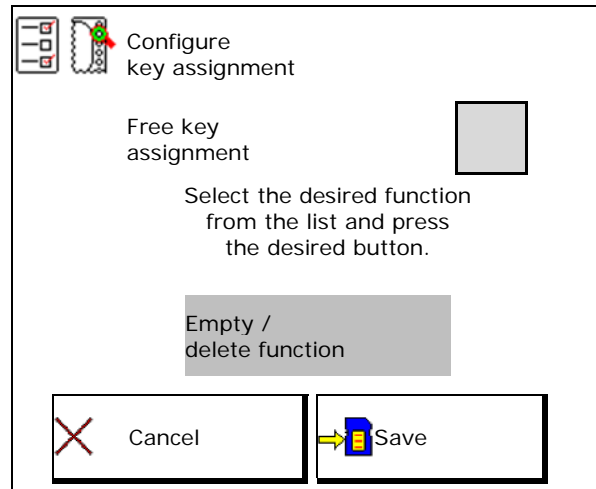 Configure
key assignment
Free key
assignment
Select the desired function
from the list and press
the desired button.
Empty /
delete function
Cancel
Save